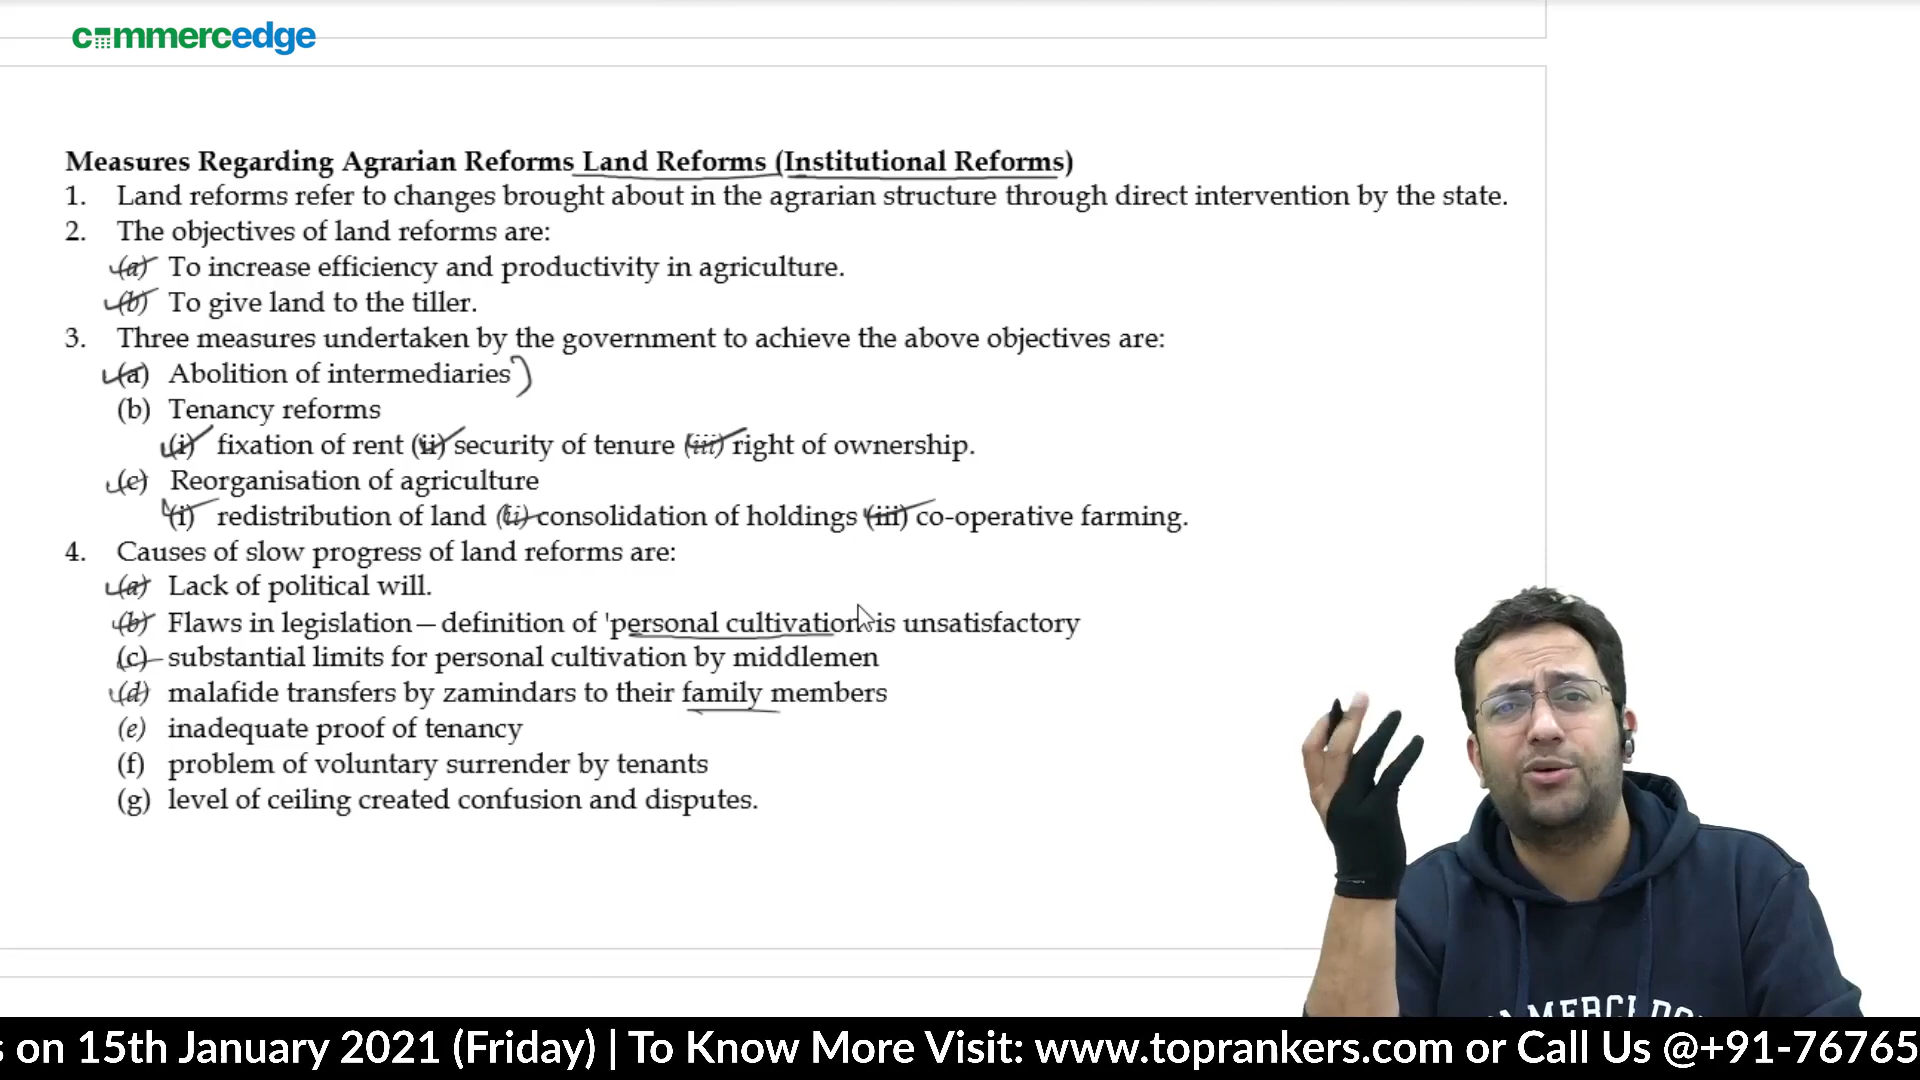 commercedge
Measures Regarding Agrarian Reforms Land Reforms (Institutional Reforms)
1. Land reforms refer to changes brought about in the agrarian structure through direct intervention by the state.
2. The objectives of land reforms are:
(a) To increase efficiency and productivity in agriculture.
(b) To give land to the tiller.
3. Three measures undertaken by the government to achieve the above objectives are:
(a) Abolition of intermediaries
(b) Tenancy reforms
(i) fixation of rent (ii) security of tenure (iii) right of ownership.
(c) Reorganisation of agriculture
(i) redistribution of land (ii) consolidation of holdings (iii) co-operative farming.
4. Causes of slow progress of land reforms are:
(a) Lack of political will.
(b) Flaws in legislation—definition of 'personal cultivation' is unsatisfactory
(c) substantial limits for personal cultivation by middlemen
(d) malafide transfers by zamindars to their family members
(e) inadequate proof of tenancy
(f) problem of voluntary surrender by tenants
(g) level of ceiling created confusion and disputes.
s on 15th January 2021 (Friday) | To Know More Visit: www.toprankers.com or Call Us @+91-76765